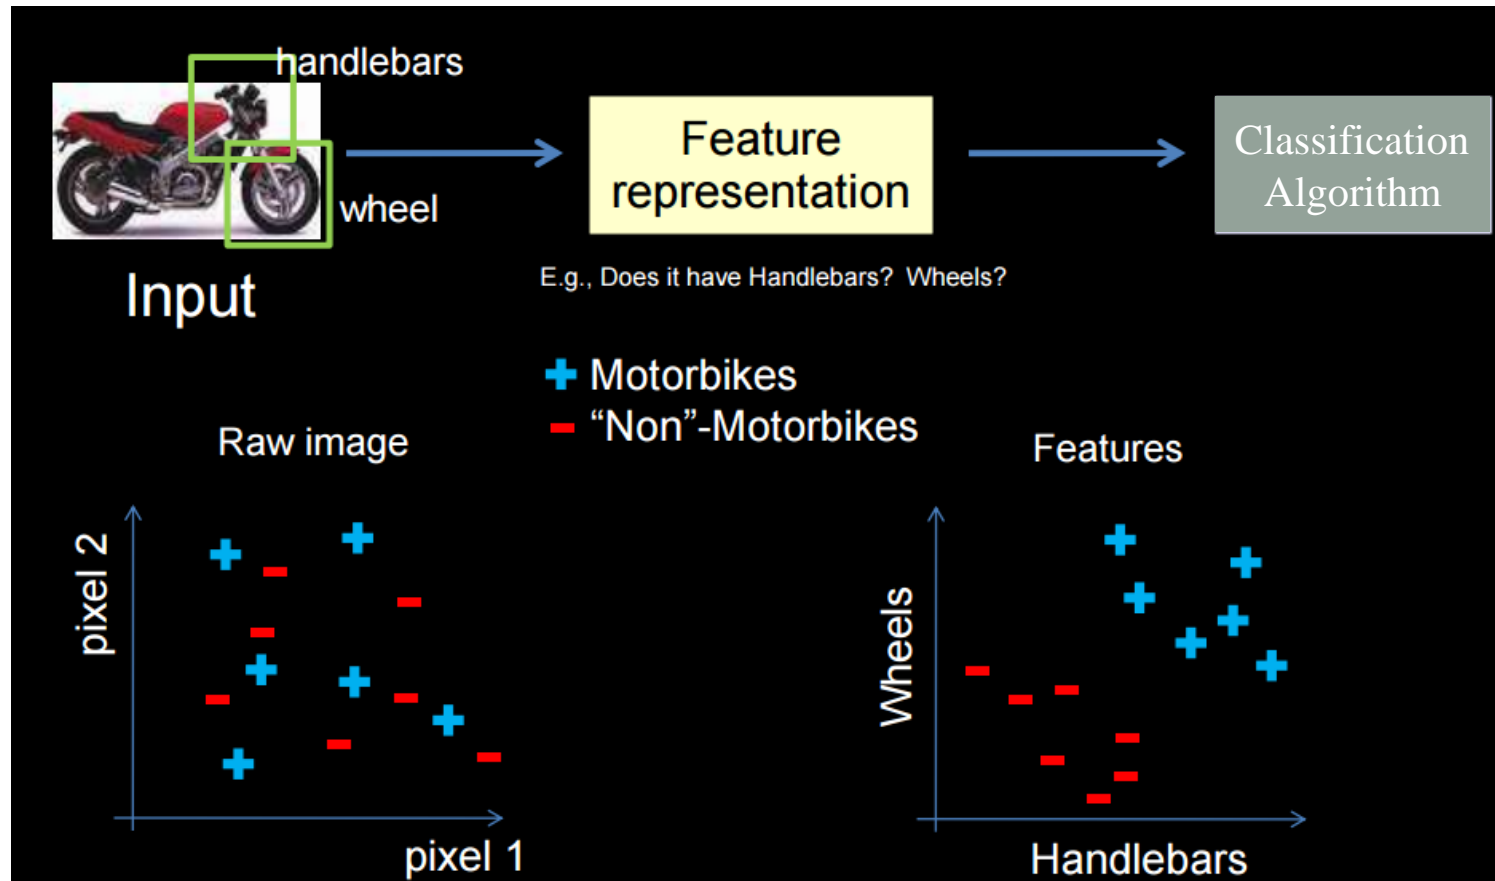 handlebars
wheel
Input
Feature
representation
E.g., Does it have Handlebars? Wheels?
Classification
Algorithm
Motorbikes
“Non”-Motorbikes
Raw image
pixel 2
pixel 1
Features
Wheels
Handlebars